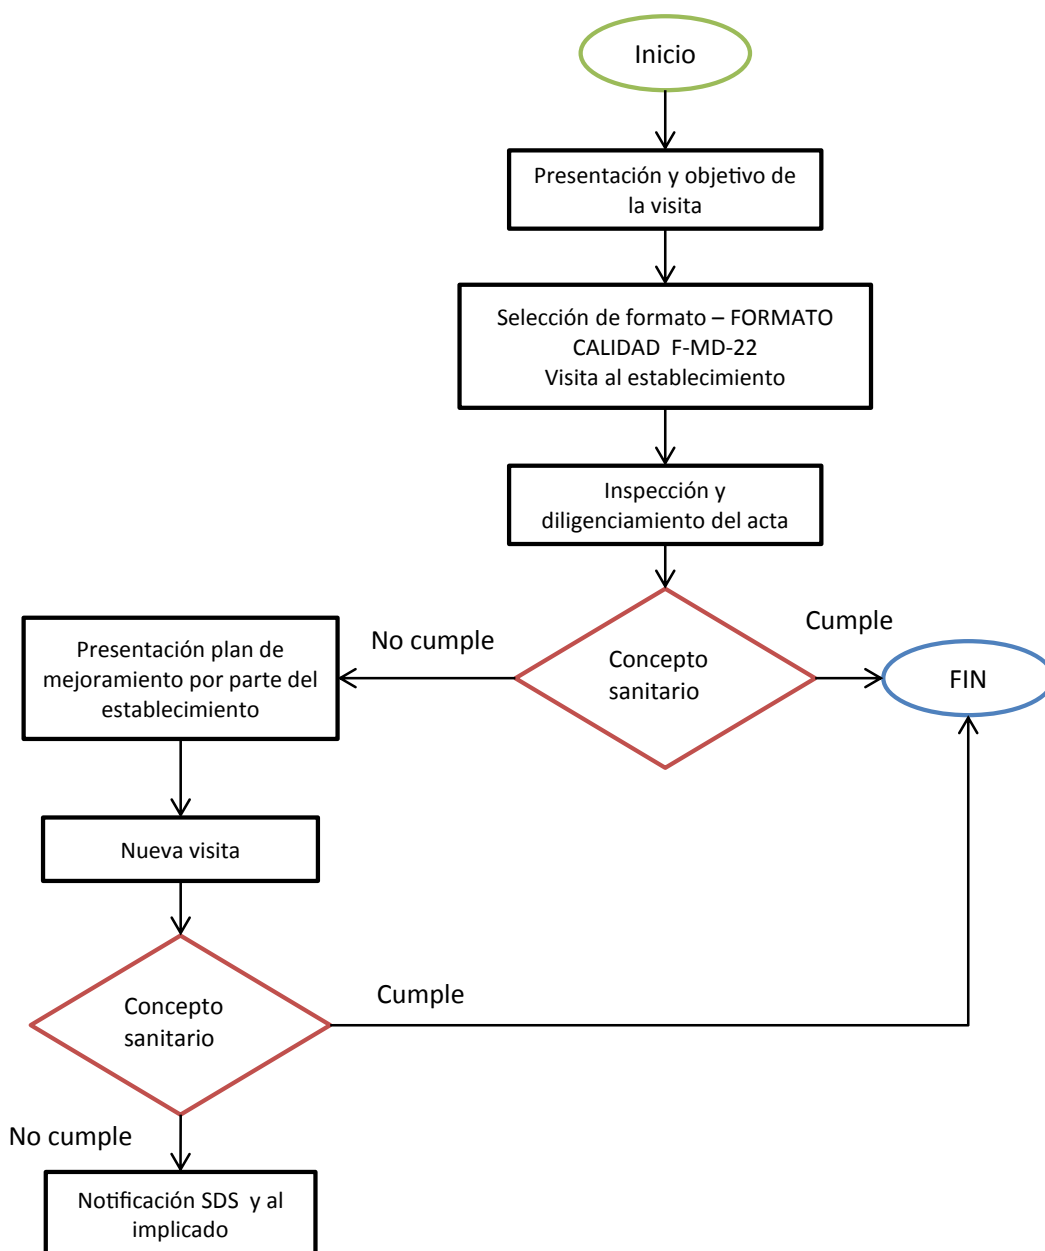 Inicio
Presentación y objetivo de
la visita
Selección de formato – FORMATO
CALIDAD F-MD-22
Visita al establecimiento
Inspección y
diligenciamiento del acta
Concepto
sanitario
Cumple
FIN
No cumple
Presentación plan de
mejoramiento por parte del
establecimiento
Nueva visita
Concepto
sanitario
Cumple
No cumple
Notificación SDS y al
implicado